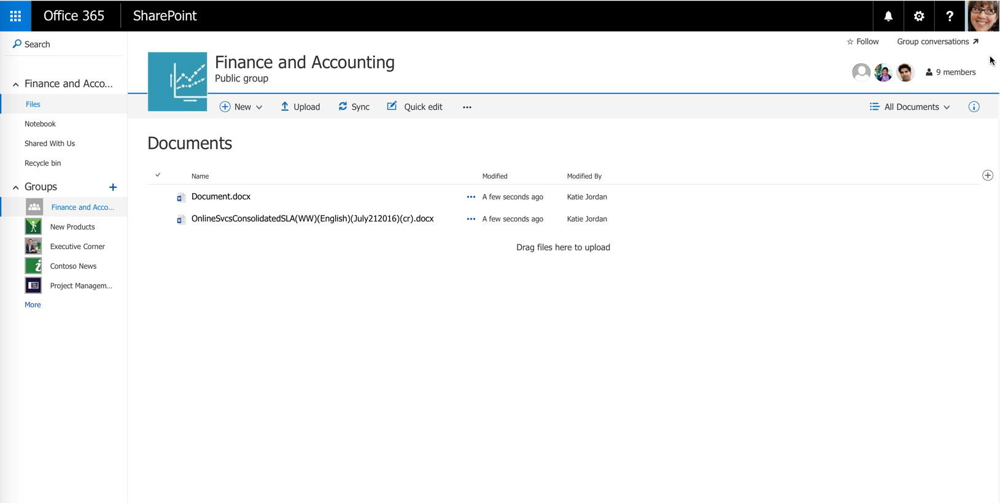 Office 365
SharePoint
?
Search
Follow
Group conversations
Finance and Accounting
Public group
9 members
Finance and Acco...
Files
Notebook
Shared With Us
Recycle bin
Groups
Finance and Acco...
New Products
Executive Corner
Contoso News
Project Managem...
More
New
Upload
Sync
Quick edit
...
All Documents
Documents
Name Modified Modified By
Document.docx ... A few seconds ago Katie Jordan
OnlineSvcsConsolidatedSLA(WW)(English)(July212016)(cr).docx ... A few seconds ago Katie Jordan
Drag files here to upload